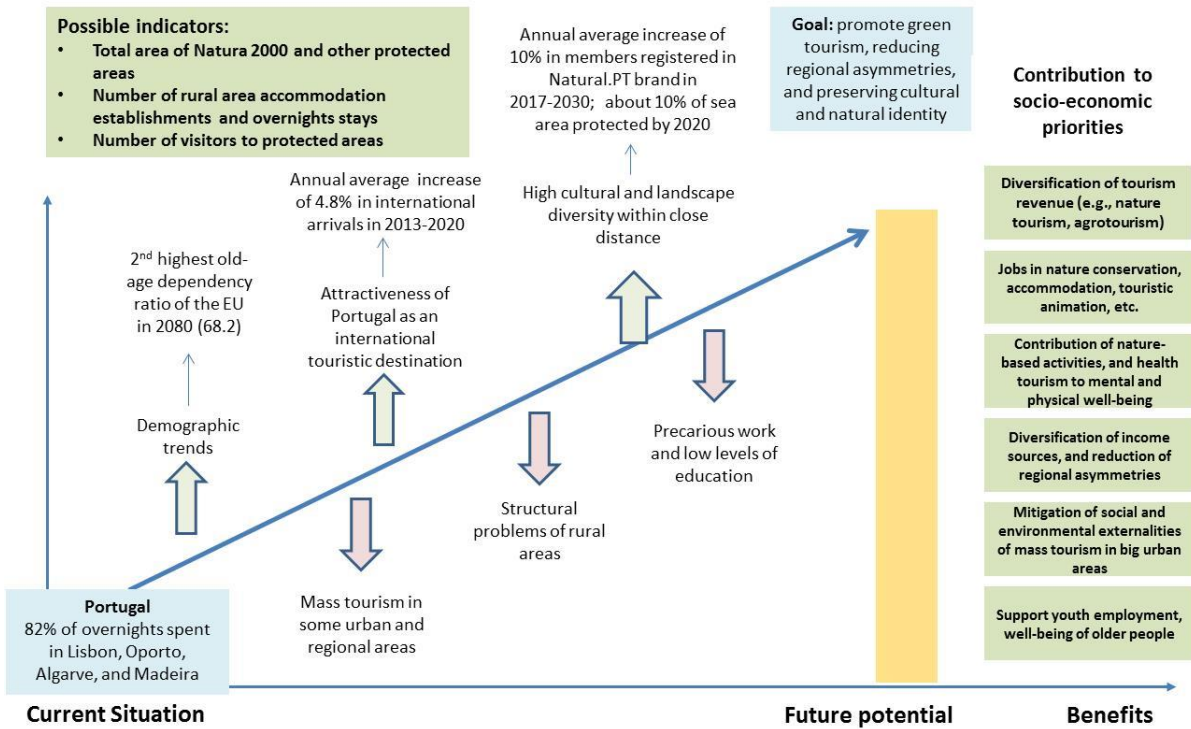 Possible indicators:
• Total area of Natura 2000 and other protected
areas
• Number of rural area accommodation
establishments and overnights stays
• Number of visitors to protected areas
Annual average increase of
10% in members registered in
Natural.PT brand in
2017-2030; about 10% of sea
area protected by 2020
Goal: promote green
tourism, reducing
regional asymmetries,
and preserving cultural
and natural identity
Contribution to
socio-economic
priorities
Annual average increase
of 4.8% in international
arrivals in 2013-2020
High cultural and landscape
diversity within close
distance
2nd highest old-
age dependency
ratio of the EU
in 2080 (68.2)
Attractiveness of
Portugal as an
international
touristic destination
Demographic
trends
Precarious work
and low levels of
education
Structural
problems of rural
areas
Mass tourism in
some urban and
regional areas
Diversification of tourism
revenue (e.g., nature
tourism, agrotourism)
Jobs in nature conservation,
accommodation, touristic
animation, etc.
Contribution of nature-
based activities, and health
tourism to mental and
physical well-being
Diversification of income
sources, and reduction of
regional asymmetries
Mitigation of social and
environmental externalities
of mass tourism in big urban
areas
Support youth employment,
well-being of older people
Portugal
82% of overnights spent
in Lisbon, Oporto,
Algarve, and Madeira
Current Situation
Future potential
Benefits